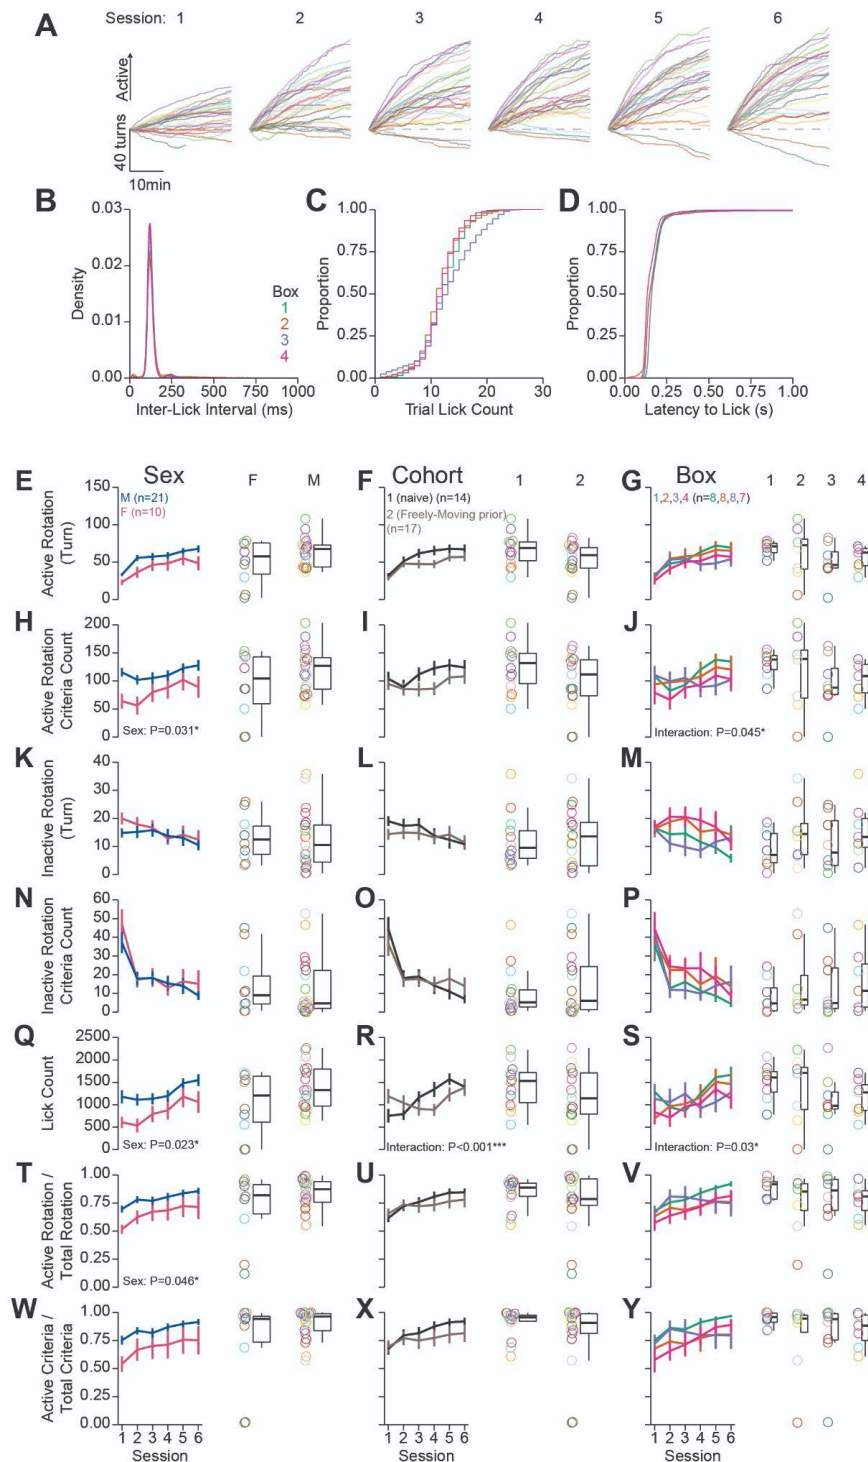 A
Session: 1 2 3 4 5 6
Active
40 turns
10min
B
0.03
0.02
0.01
0.00
Density
0 250 500 750 1000
Inter-Lick Interval (ms)
Box
1
2
3
4
C
1.00
0.75
0.50
0.25
0.00
Proportion
0 10 20 30
Trial Lick Count
D
1.00
0.75
0.50
0.25
0.00
Proportion
0.00 0.25 0.50 0.75 1.00
Latency to Lick (s)
E
Sex
F M
M (n=21)
F (n=10)
150
100
50
0
Active Rotation
(Turn)
F
Cohort
1 2
1 (naive) (n=14)
2 (Freely-Moving prior)
(n=17)
G
Box
1 2 3 4
1,2,3,4 (n=8,8,8,7)
H
200
150
100
50
0
Active Rotation
Criteria Count
Sex: P=0.031*
I
J
Interaction: P=0.045*
K
40
30
20
10
0
Inactive Rotation
(Turn)
L
M
N
60
50
40
30
20
10
0
Inactive Rotation
Criteria Count
O
P
Q
2500
2000
1500
1000
500
0
Lick Count
Sex: P=0.023*
R
Interaction: P<0.001***
S
Interaction: P=0.03*
T
1.00
0.75
0.50
0.25
0.00
Active Rotation /
Total Rotation
Sex: P=0.046*
U
V
W
1.00
0.75
0.50
0.25
0.00
Active Criteria /
Total Criteria
1 2 3 4 5 6
Session
X
1 2 3 4 5 6
Session
Y
1 2 3 4 5 6
Session